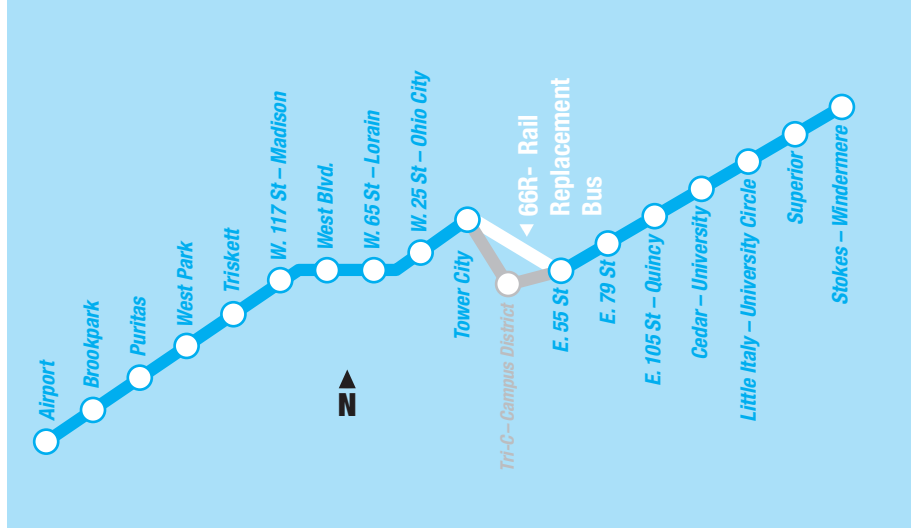 Airport
Brookpark
Puritas
West Park
Triskett
W. 117 St – Madison
West Blvd.
W. 65 St – Lorain
W. 25 St – Ohio City
Tower City
Tri-C – Campus District
66R- Rail
Replacement
Bus
E. 55 St
E. 79 St
E. 105 St – Quincy
Cedar – University
Little Italy – University Circle
Superior
Stokes – Windermere
N